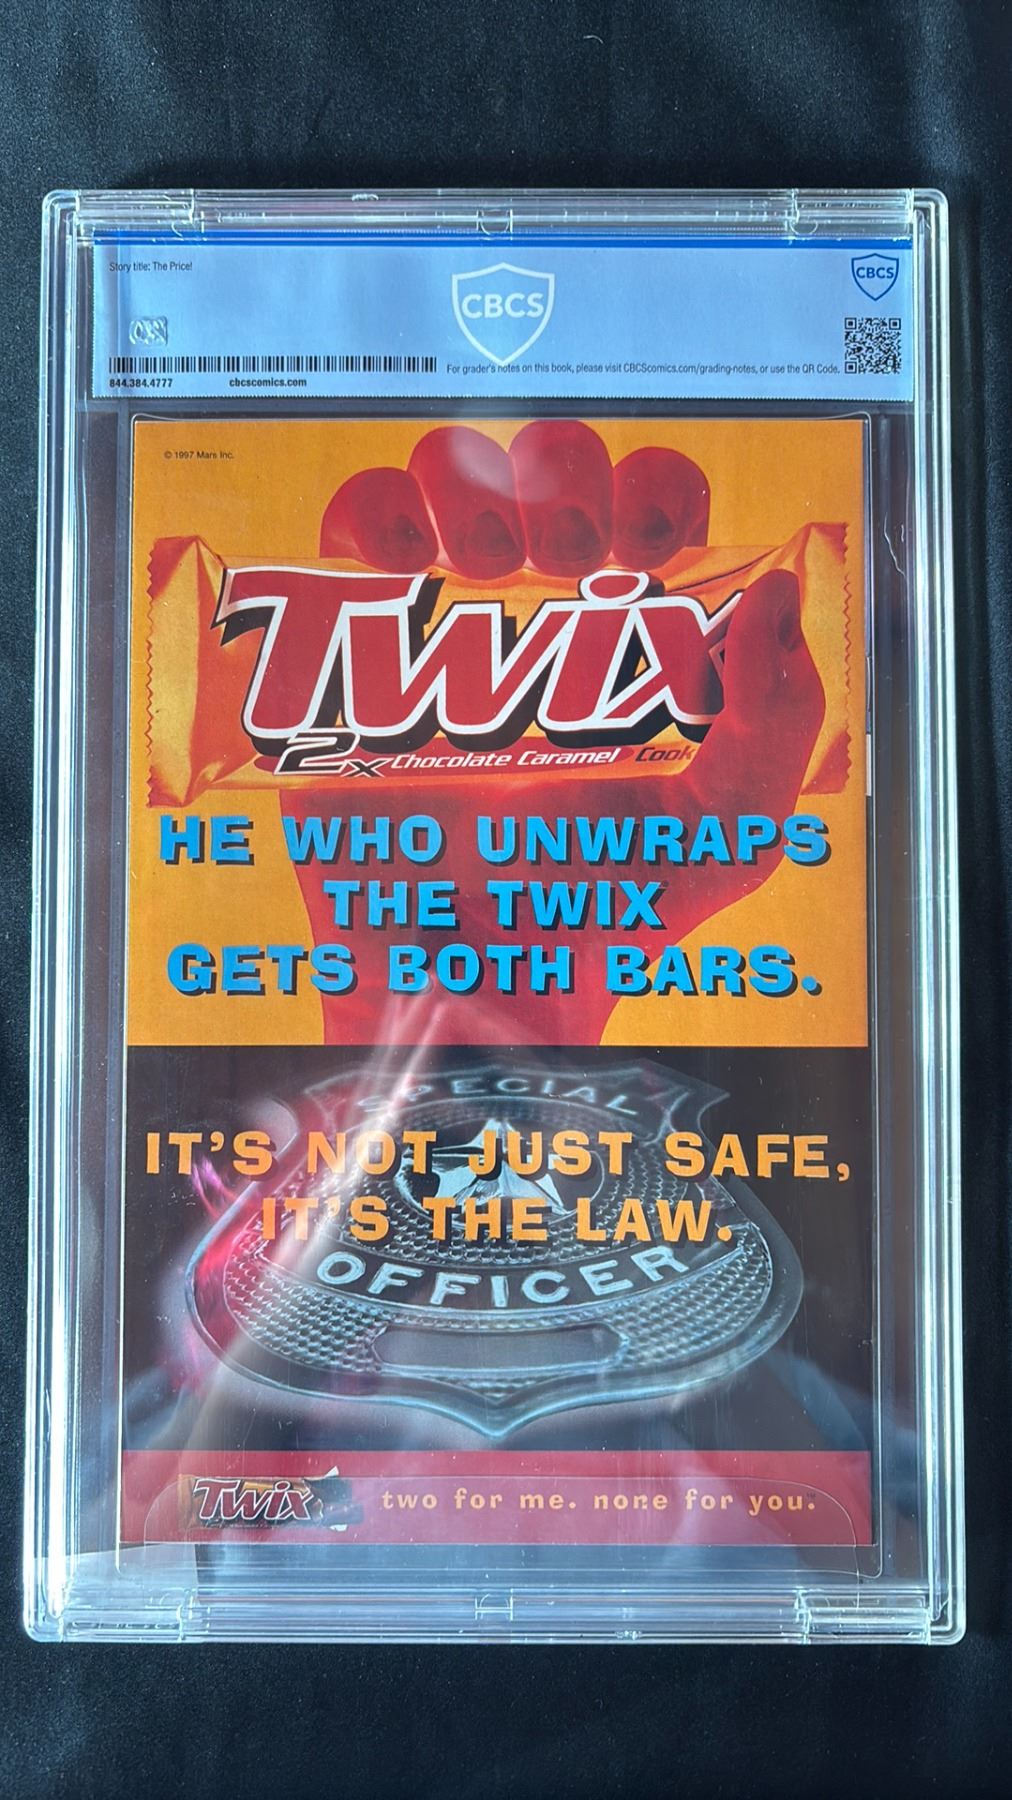 Story title: The Price!
CBCS
CBCS
844.384.4777 cbcscomics.com
For grader's notes on this book, please visit CBCScomics.com/grading-notes, or use the QR Code.
© 1997 Mars Inc.
Twix
2x Chocolate Caramel Cook
HE WHO UNWRAPS
THE TWIX
GETS BOTH BARS.
SPECIAL
IT'S NOT JUST SAFE,
IT'S THE LAW.
OFFICER
Twix two for me. none for you.™